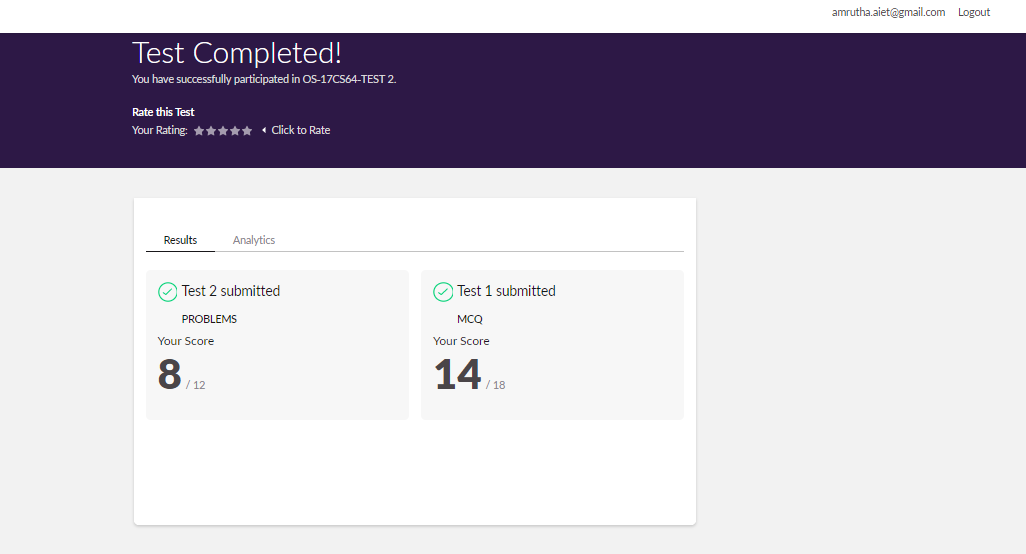 amrutha.aiet@gmail.com Logout
Test Completed!
You have successfully participated in OS-17CS64-TEST 2.
Rate this Test
Your Rating: Click to Rate
Results Analytics
Test 2 submitted
PROBLEMS
Your Score
8 / 12
Test 1 submitted
MCQ
Your Score
14 / 18